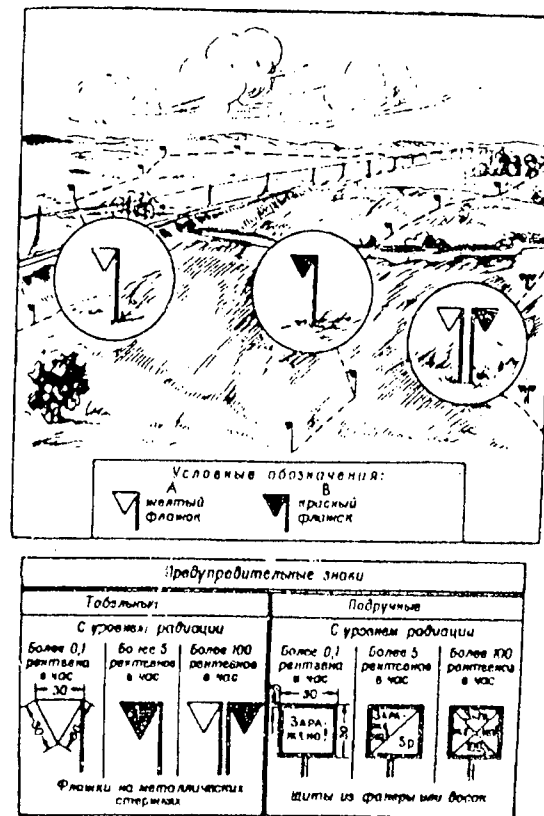 Условные обозначения:
А В
желтый красный
флажок флажок
Предупредительные знаки
Табельные Подручные
С уровнем радиации С уровнем радиации
Более 0,1 Более 5 Более 100 Более 0,1 Более 5 Более 100
рентгена рентгенов рентгенов рентгена рентгенов рентгенов
в час в час в час в час в час в час
30 30
ЗАРА-
ЖЕНО!
30
5р
Флажки на металлических Щиты из фанеры или досок
стержнях